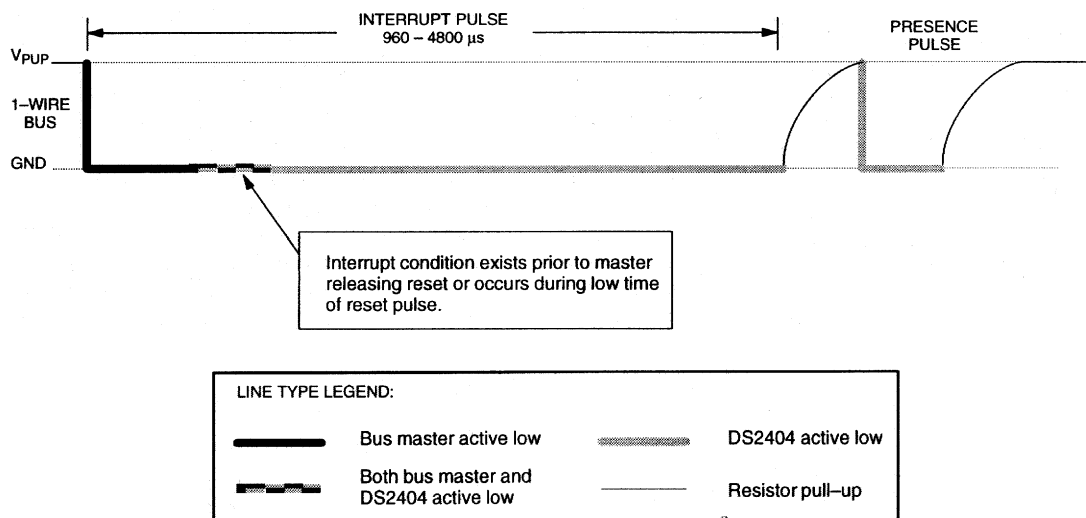 INTERRUPT PULSE
960 – 4800 μs
PRESENCE
PULSE
VPUP
1–WIRE
BUS
GND
Interrupt condition exists prior to master
releasing reset or occurs during low time
of reset pulse.
LINE TYPE LEGEND:
Bus master active low
DS2404 active low
Both bus master and
DS2404 active low
Resistor pull–up